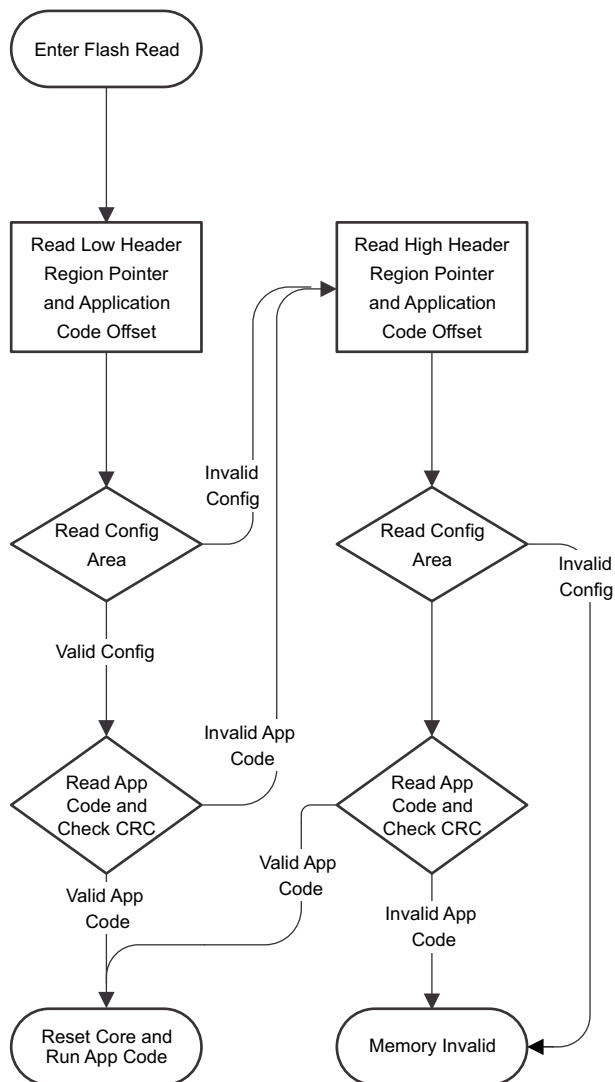 Enter Flash Read
Read Low Header
Region Pointer
and Application
Code Offset
Read High Header
Region Pointer
and Application
Code Offset
Invalid
Config
Read Config
Area
Read Config
Area
Invalid
Config
Valid Config
Invalid App
Code
Read App
Code and
Check CRC
Read App
Code and
Check CRC
Valid App
Code
Valid App
Code
Invalid App
Code
Reset Core and
Run App Code
Memory Invalid